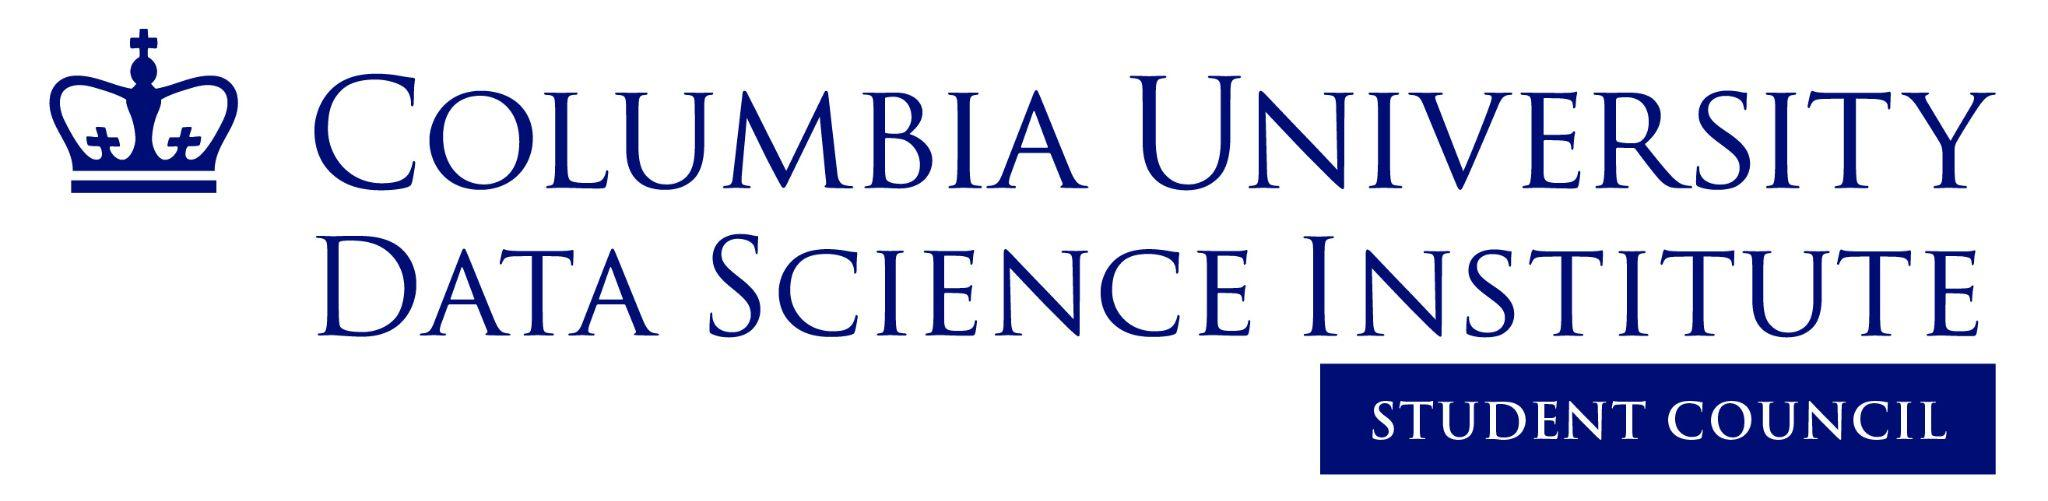 COLUMBIA UNIVERSITY
DATA SCIENCE INSTITUTE
STUDENT COUNCIL